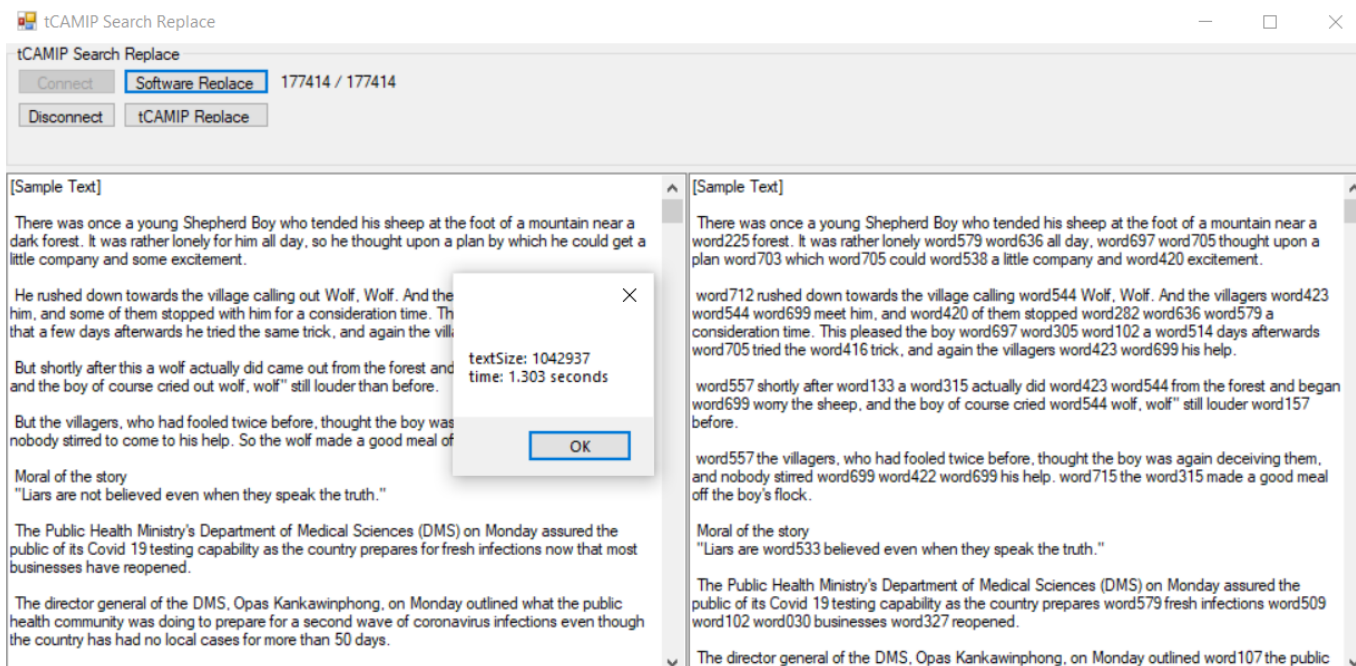 tCAMIP Search Replace
tCAMIP Search Replace
Connect
Software Replace
177414 / 177414
Disconnect
tCAMIP Replace
[Sample Text]
There was once a young Shepherd Boy who tended his sheep at the foot of a mountain near a
dark forest. It was rather lonely for him all day, so he thought upon a plan by which he could get a
little company and some excitement.
He rushed down towards the village calling out Wolf, Wolf. And the
him, and some of them stopped with him for a consideration time. Th
that a few days afterwards he tried the same trick, and again the villa
But shortly after this a wolf actually did came out from the forest and
and the boy of course cried out wolf, wolf" still louder than before.
But the villagers, who had fooled twice before, thought the boy was
nobody stirred to come to his help. So the wolf made a good meal of
Moral of the story
"Liars are not believed even when they speak the truth."
The Public Health Ministry's Department of Medical Sciences (DMS) on Monday assured the
public of its Covid 19 testing capability as the country prepares for fresh infections now that most
businesses have reopened.
The director general of the DMS, Opas Kankawinphong, on Monday outlined what the public
health community was doing to prepare for a second wave of coronavirus infections even though
the country has had no local cases for more than 50 days.
textSize: 1042937
time: 1.303 seconds
OK
[Sample Text]
There was once a young Shepherd Boy who tended his sheep at the foot of a mountain near a
word225 forest. It was rather lonely word579 word636 all day, word697 word705 thought upon a
plan word703 which word705 could word538 a little company and word420 excitement.
word712 rushed down towards the village calling word544 Wolf, Wolf. And the villagers word423
word544 word699 meet him, and word420 of them stopped word282 word636 word579 a
consideration time. This pleased the boy word697 word305 word102 a word514 days afterwards
word705 tried the word416 trick, and again the villagers word423 word699 his help.
word557 shortly after word133 a word315 actually did word423 word544 from the forest and began
word699 worry the sheep, and the boy of course cried word544 wolf, wolf" still louder word157
before.
word557 the villagers, who had fooled twice before, thought the boy was again deceiving them,
and nobody stirred word699 word422 word699 his help. word715 the word315 made a good meal
off the boy's flock.
Moral of the story
"Liars are word533 believed even when they speak the truth."
The Public Health Ministry's Department of Medical Sciences (DMS) on Monday assured the
public of its Covid 19 testing capability as the country prepares word579 fresh infections word509
word102 word030 businesses word327 reopened.
The director general of the DMS, Opas Kankawinphong, on Monday outlined word107 the public